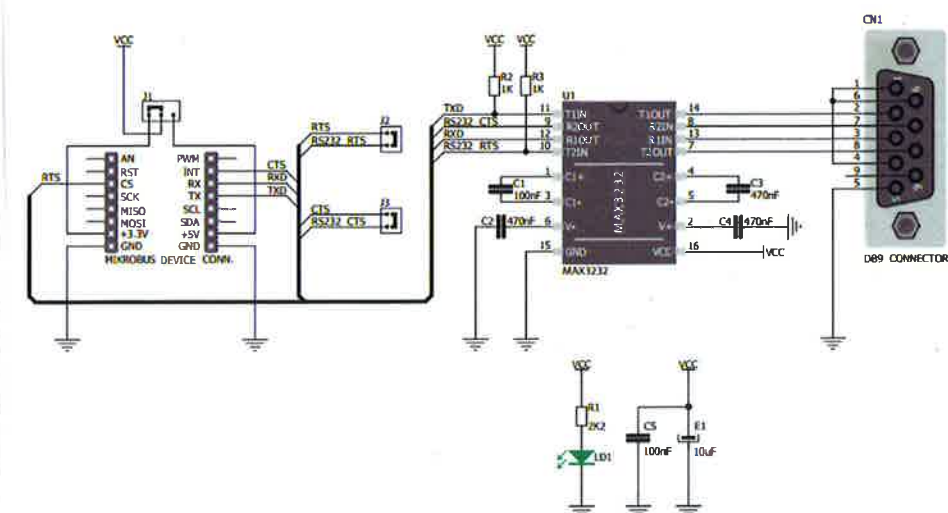 CN1
VCC
VCC
VCC
J1
R2
1K
R3
1K
U1
J2
RTS
RS232 RTS
TXD
RS232 CTS
RXD
RS232 RTS
11
9
12
10
T1IN
R2OUT
R1OUT
T2IN
T1OUT
R2IN
R1IN
T2OUT
14
8
13
7
1
6
2
7
3
8
4
9
5
AN
RST
CS
SCK
MISO
MOSI
+3.3V
GND
PWM
INT
RX
TX
SCL
SDA
+5V
GND
RTS
CTS
RXD
TXD
MIKROBUS DEVICE CONN.
J3
CTS
RS232 CTS
1
C1
100nF
3
C1+
C1+
MAX3232
C2+
C2+
4
5
C3
470nF
C2
470nF
6
V+
V+
2
C4
470nF
15
GND
VCC
16
VCC
MAX3232
DB9 CONNECTOR
VCC
R1
2K2
LD1
VCC
C5
100nF
E1
10uF